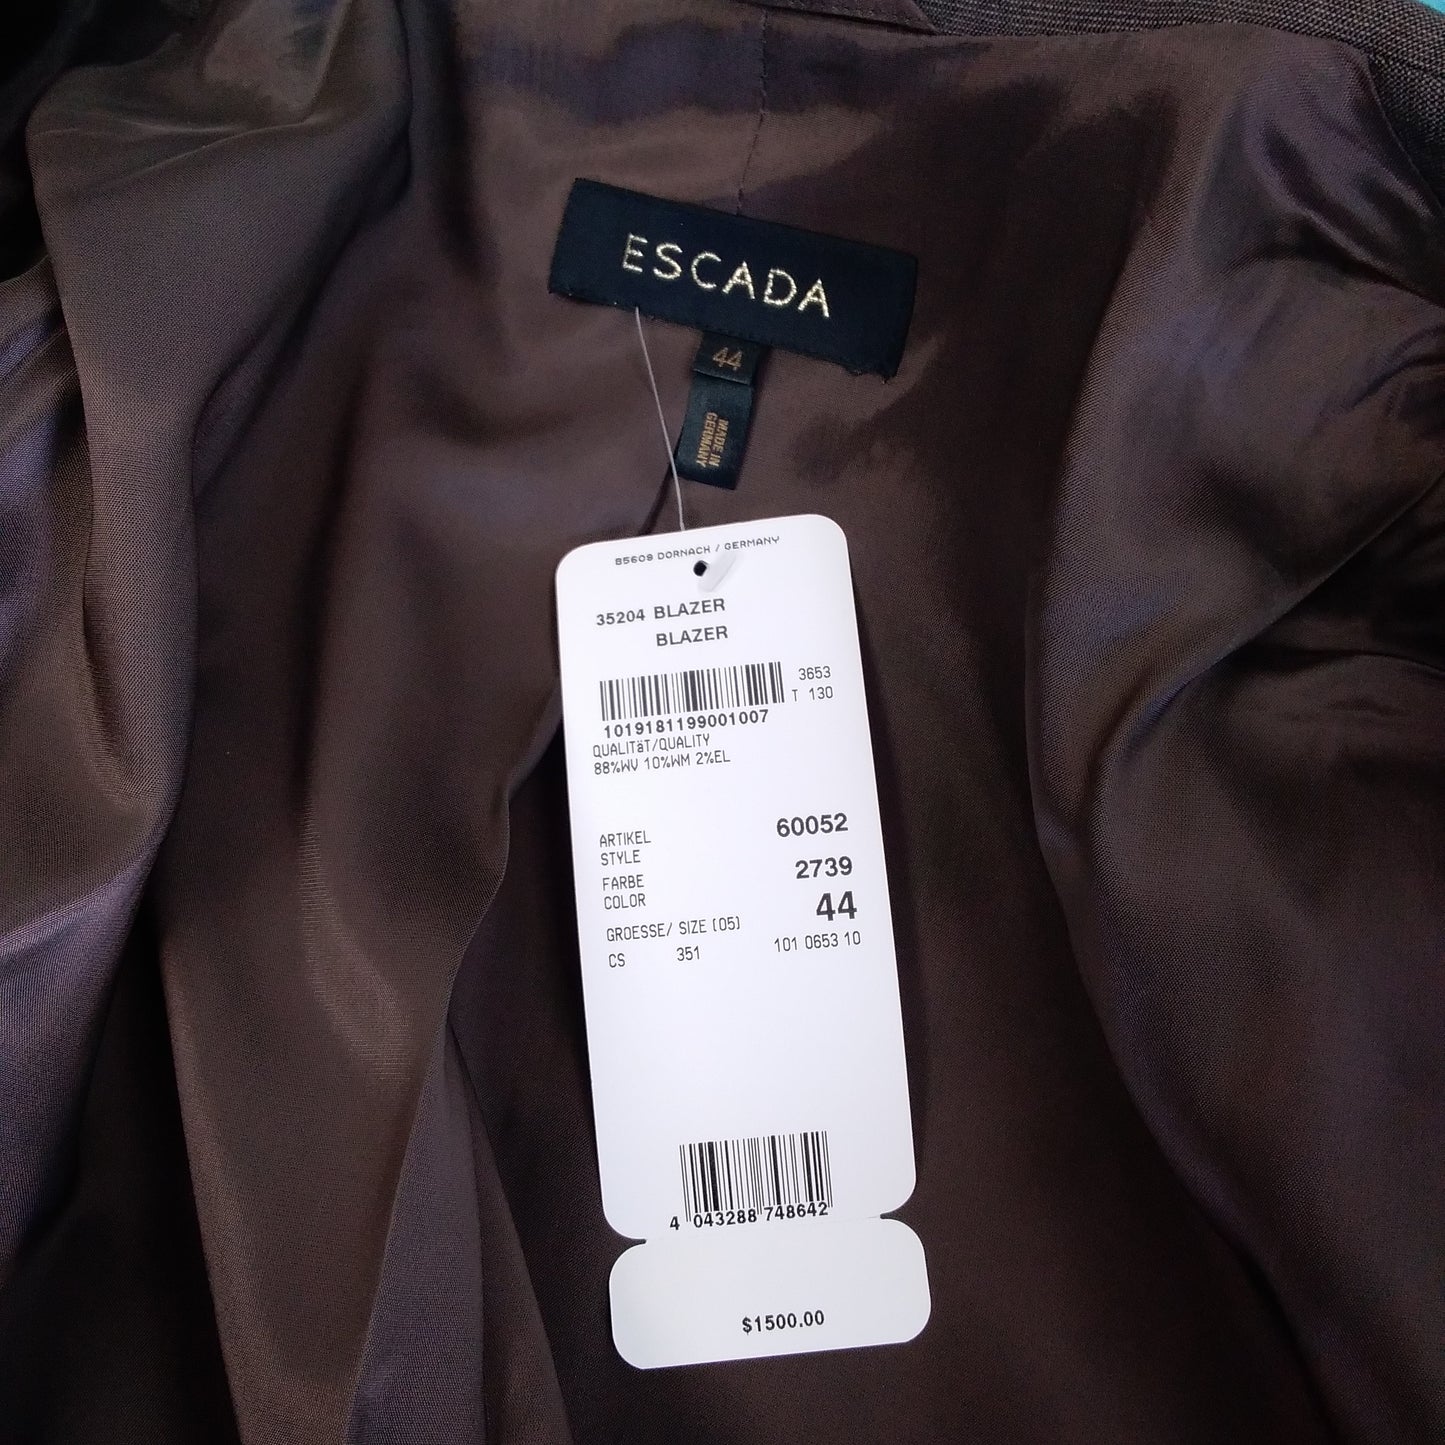 ESCADA
44
MADE IN
GERMANY
85609 DORNACH / GERMANY
35204 BLAZER
BLAZER
3653
T 130
1019181199001007
QUALITäT/QUALITY
88%WV 10%WM 2%EL
ARTIKEL
STYLE 60052
FARBE
COLOR 2739
GROESSE/ SIZE (05) 44
CS 351 101 0653 10
4 043288 748642
$1500.00